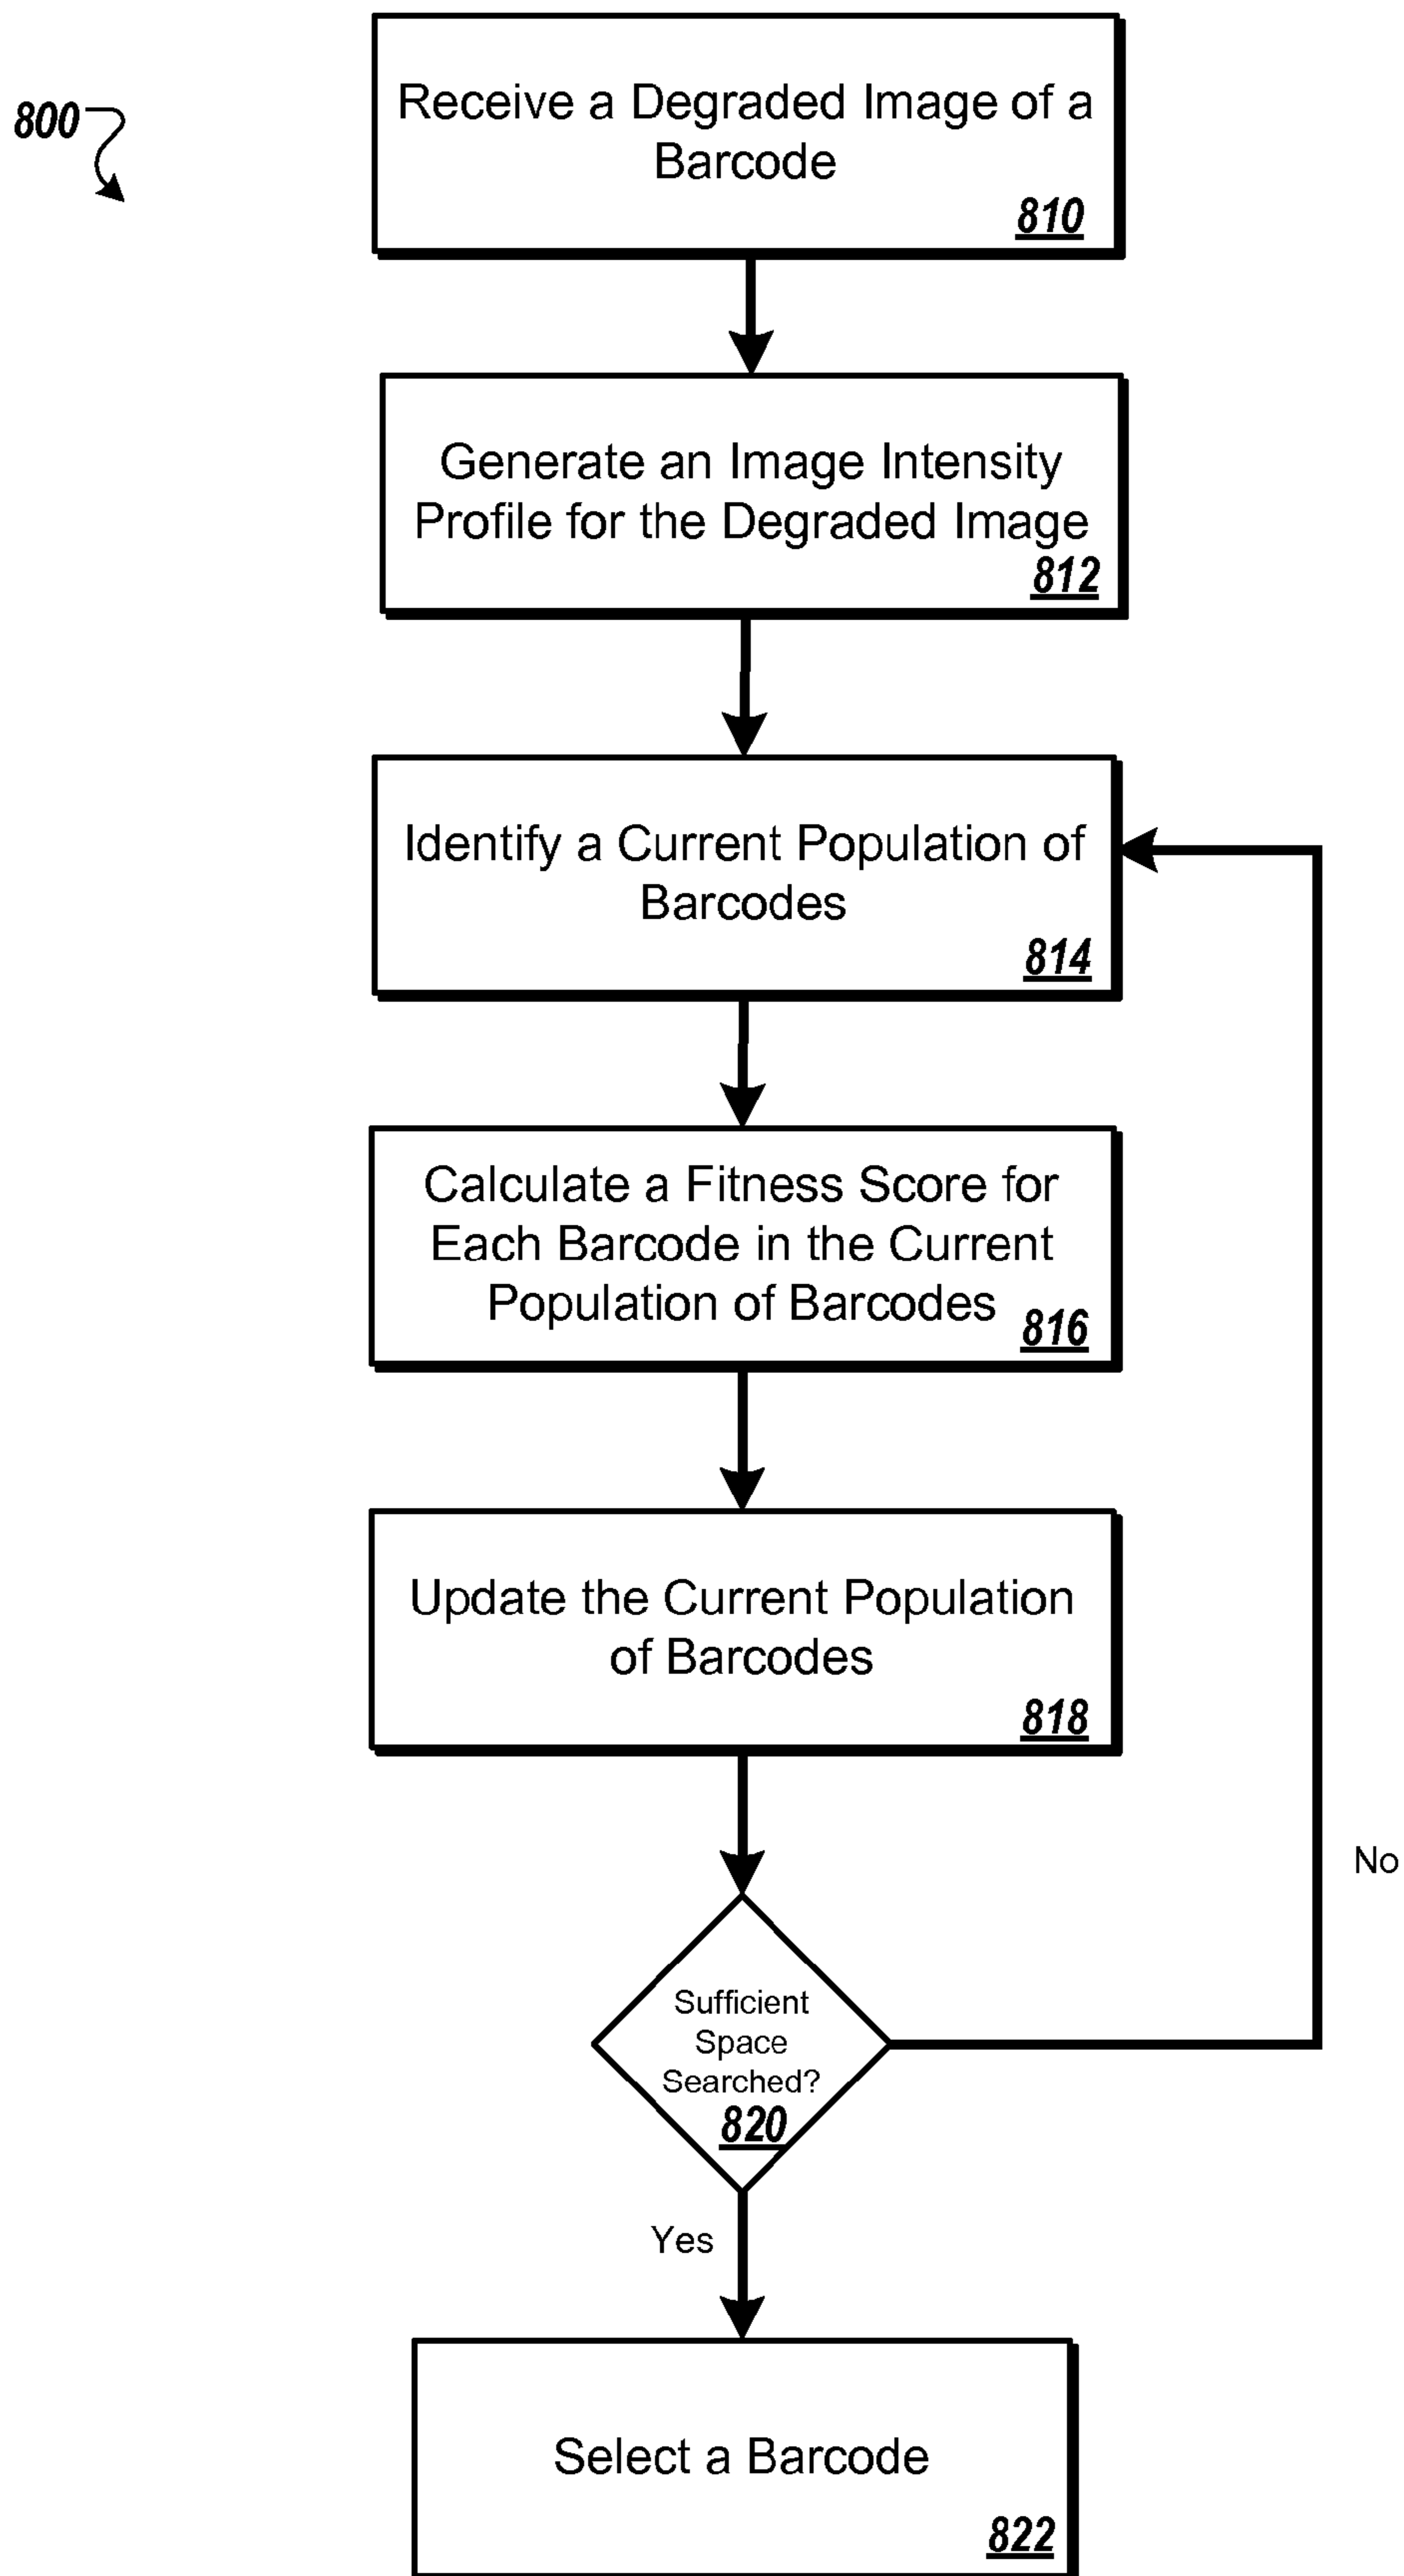 800
Receive a Degraded Image of a
Barcode
810
Generate an Image Intensity
Profile for the Degraded Image
812
Identify a Current Population of
Barcodes
814
Calculate a Fitness Score for
Each Barcode in the Current
Population of Barcodes
816
Update the Current Population
of Barcodes
818
No
Sufficient
Space
Searched?
820
Yes
Select a Barcode
822